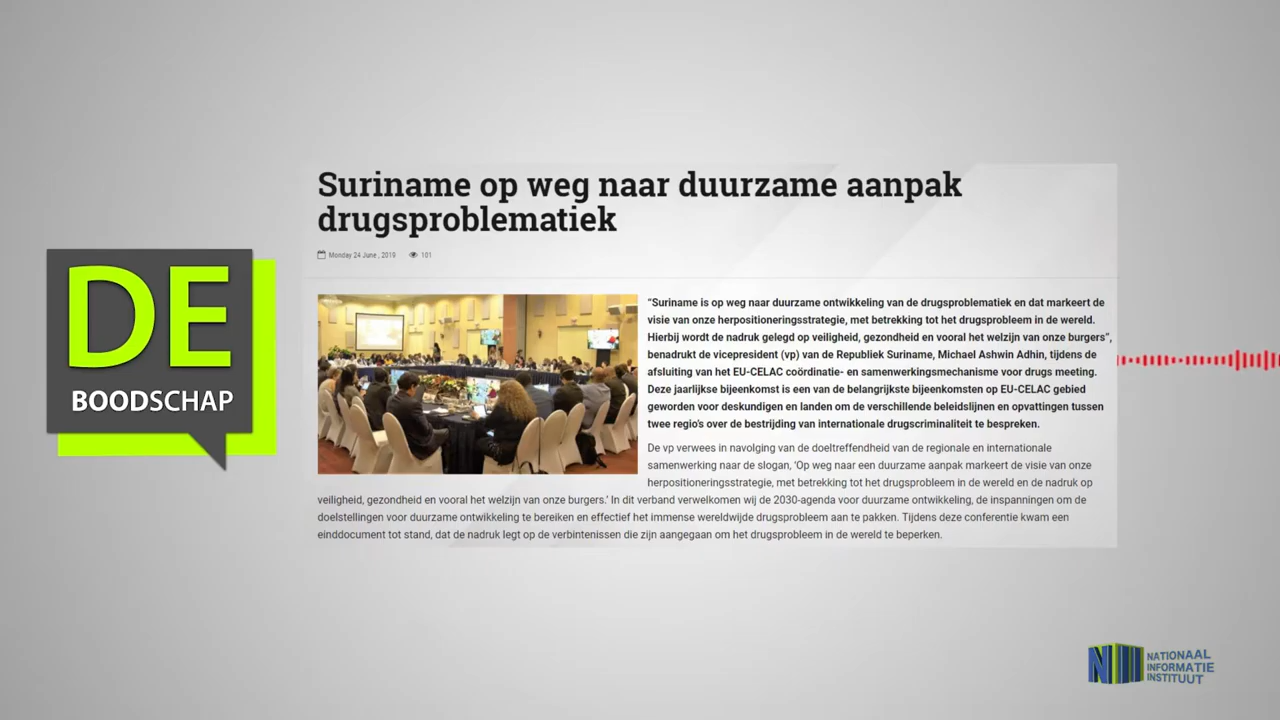 DE
BOODSCHAP
Suriname op weg naar duurzame aanpak
drugsproblematiek
Monday 24 June , 2019 101
“Suriname is op weg naar duurzame ontwikkeling van de drugsproblematiek en dat markeert de
visie van onze herpositioneringsstrategie, met betrekking tot het drugsprobleem in de wereld.
Hierbij wordt de nadruk gelegd op veiligheid, gezondheid en vooral het welzijn van onze burgers”,
benadrukt de vicepresident (vp) van de Republiek Suriname, Michael Ashwin Adhin, tijdens de
afsluiting van het EU-CELAC coördinatie- en samenwerkingsmechanisme voor drugs meeting.
Deze jaarlijkse bijeenkomst is een van de belangrijkste bijeenkomsten op EU-CELAC gebied
geworden voor deskundigen en landen om de verschillende beleidslijnen en opvattingen tussen
twee regio's over de bestrijding van internationale drugscriminaliteit te bespreken.
De vp verwees in navolging van de doeltreffendheid van de regionale en internationale
samenwerking naar de slogan, ‘Op weg naar een duurzame aanpak markeert de visie van onze
herpositioneringsstrategie, met betrekking tot het drugsprobleem in de wereld en de nadruk op
veiligheid, gezondheid en vooral het welzijn van onze burgers.’ In dit verband verwelkomen wij de 2030-agenda voor duurzame ontwikkeling, de inspanningen om de
doelstellingen voor duurzame ontwikkeling te bereiken en effectief het immense wereldwijde drugsprobleem aan te pakken. Tijdens deze conferentie kwam een
einddocument tot stand, dat de nadruk legt op de verbintenissen die zijn aangegaan om het drugsprobleem in de wereld te beperken.
NII
NATIONAAL
INFORMATIE
INSTITUUT